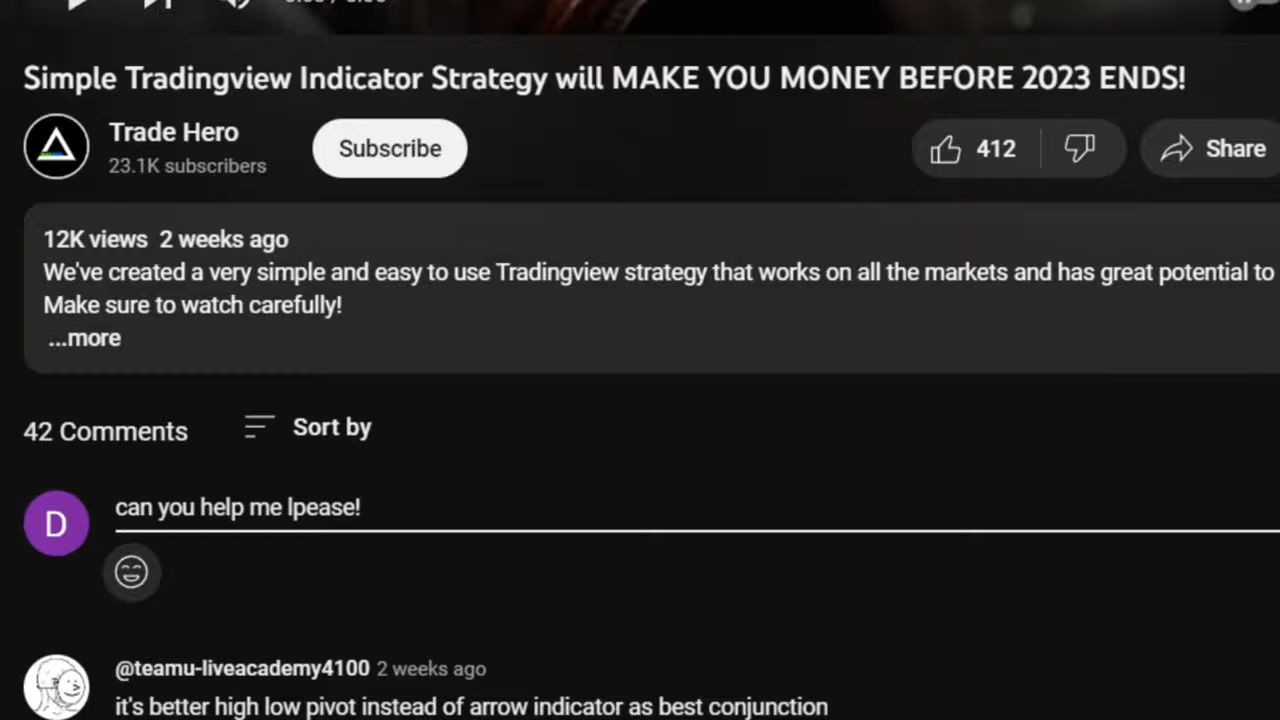 Simple Tradingview Indicator Strategy will MAKE YOU MONEY BEFORE 2023 ENDS!
Trade Hero
23.1K subscribers
Subscribe
412
Share
12K views 2 weeks ago
We've created a very simple and easy to use Tradingview strategy that works on all the markets and has great potential to
Make sure to watch carefully!
...more
42 Comments
Sort by
D
can you help me lpease!
@teamu-liveacademy4100 2 weeks ago
it's better high low pivot instead of arrow indicator as best conjunction